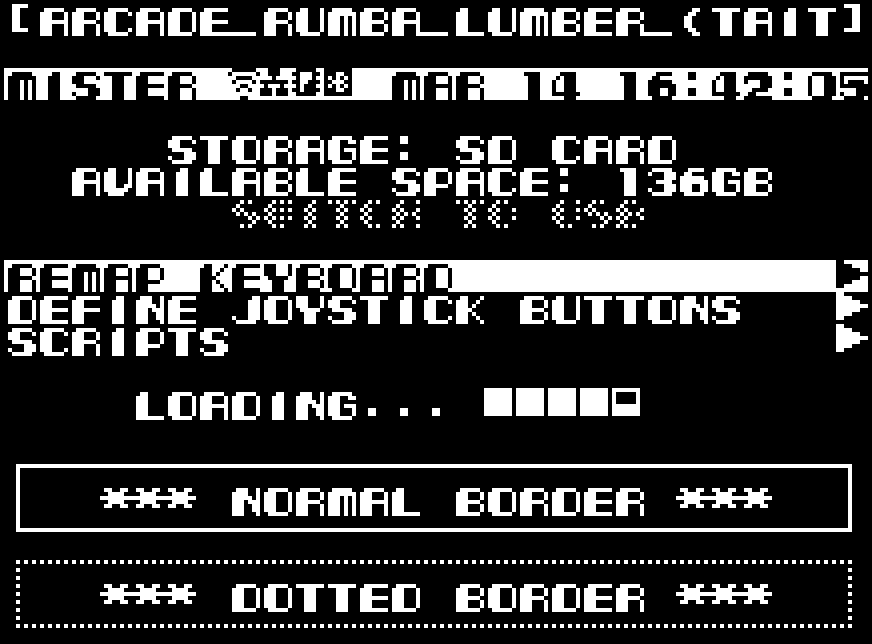 [ARCADE_RUMBA_LUMBER_(TAIT]
MISTER MAR 14 16:42:05
STORAGE: SD CARD
AVAILABLE SPACE: 136GB
SWITCH TO USB
REMAP KEYBOARD
DEFINE JOYSTICK BUTTONS
SCRIPTS
LOADING...
*** NORMAL BORDER ***
*** DOTTED BORDER ***